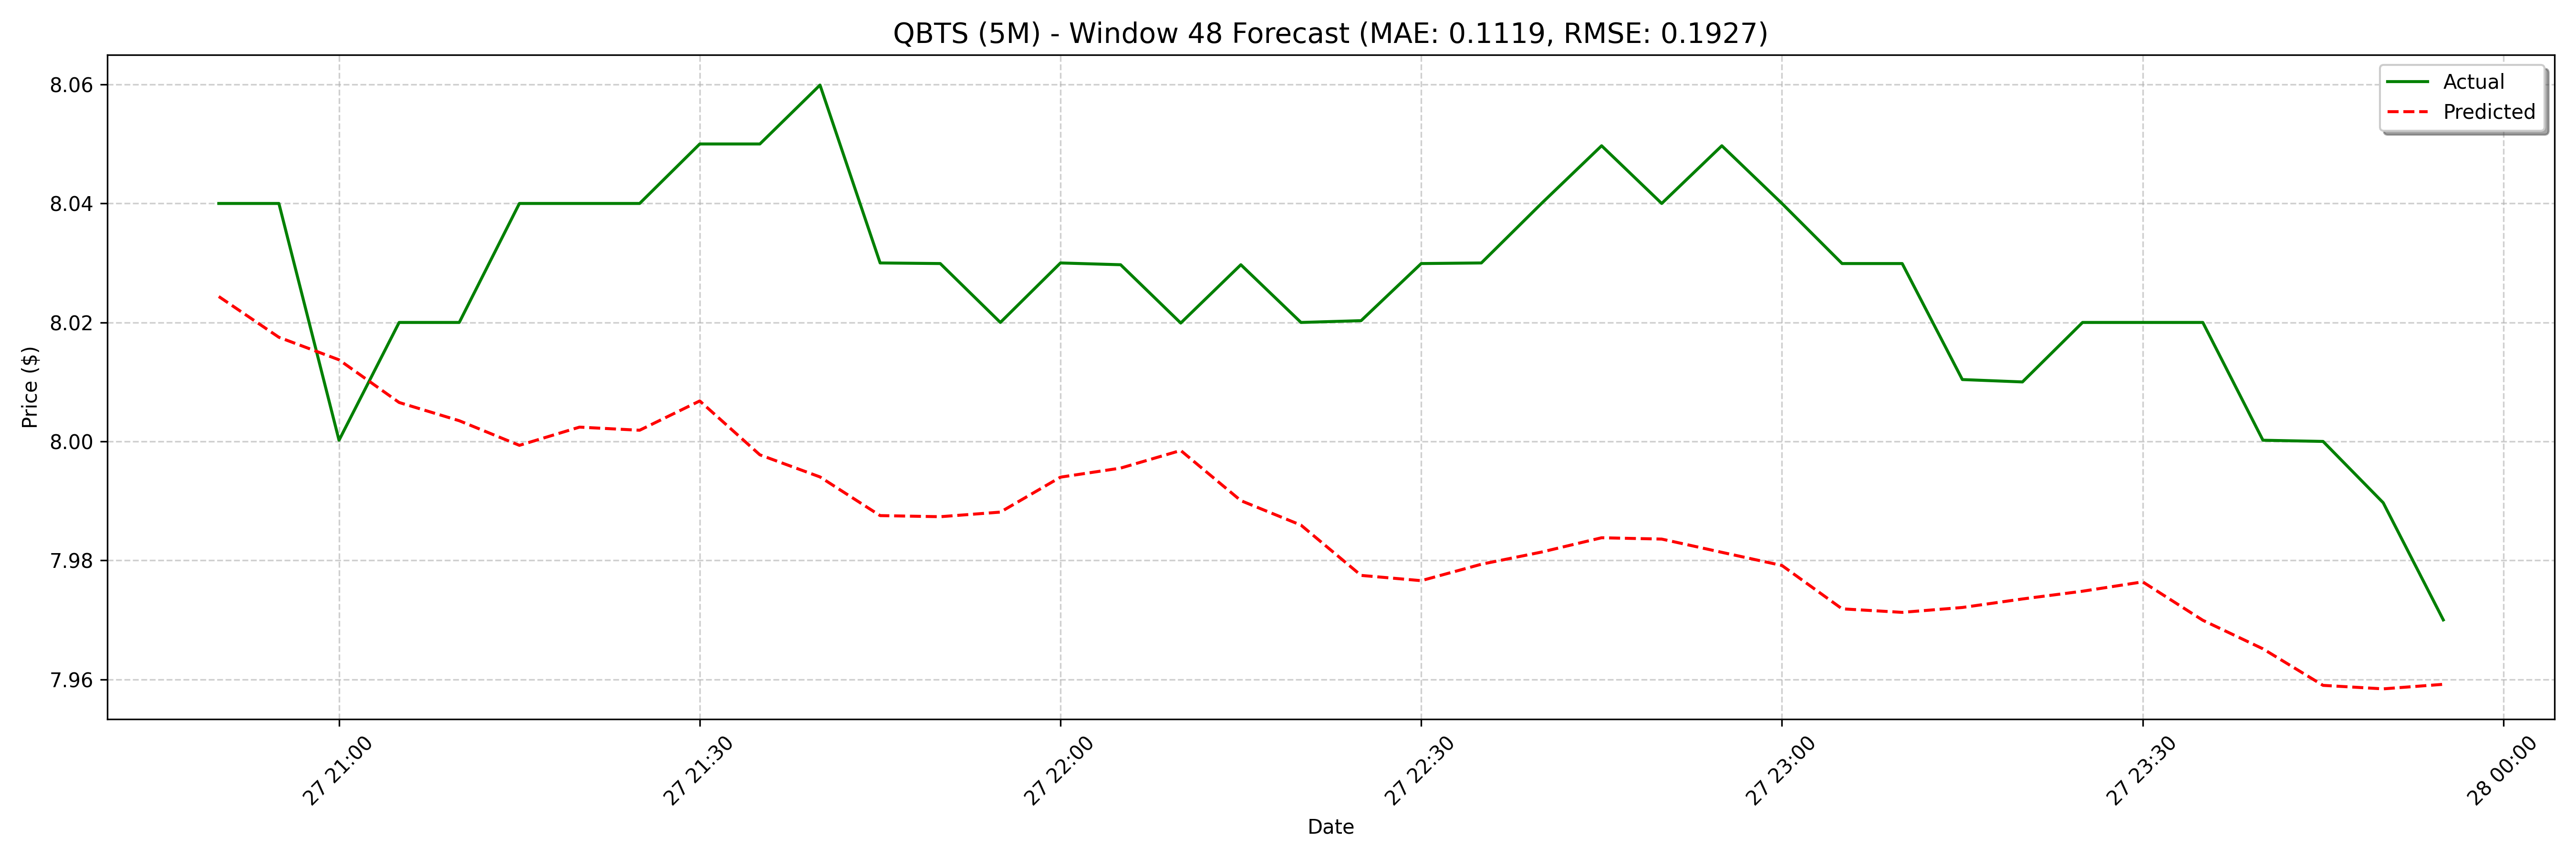 QBTS (5M) - Window 48 Forecast (MAE: 0.1119, RMSE: 0.1927)
Actual
Predicted
Price ($)
8.06
8.04
8.02
8.00
7.98
7.96
27 21:00
27 21:30
27 22:00
27 22:30
27 23:00
27 23:30
28 00:00
Date